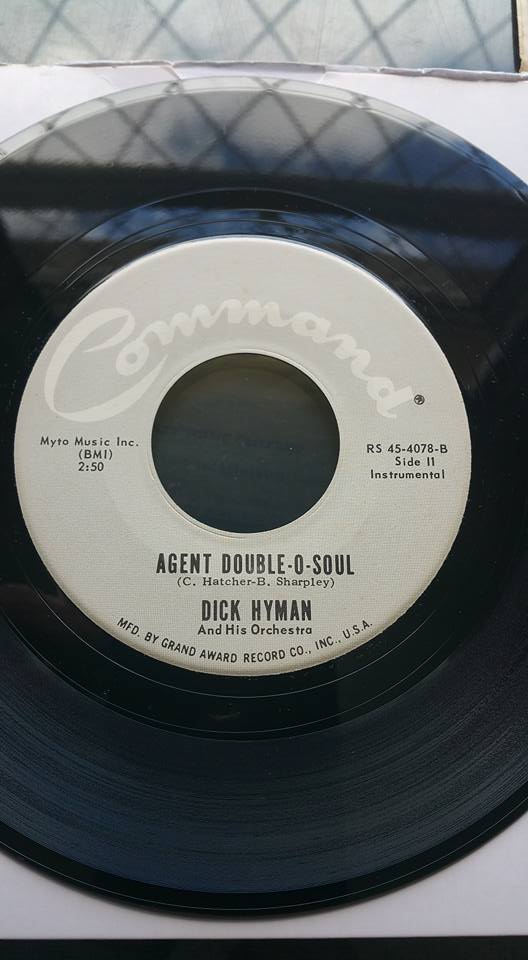 Command®
Myto Music Inc.
(BMI)
2:50
RS 45-4078-B
Side II
Instrumental
AGENT DOUBLE-O-SOUL
(C. Hatcher-B. Sharpley)
DICK HYMAN
And His Orchestra
MFD. BY GRAND AWARD RECORD CO., INC., U.S.A.